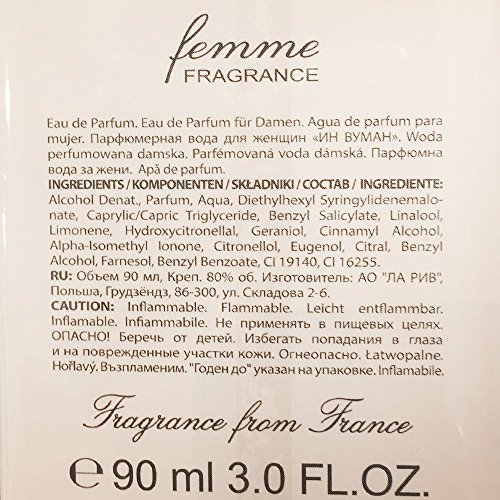 femme
FRAGRANCE
Eau de Parfum. Eau de Parfum für Damen. Agua de parfum para
mujer. Парфюмерная вода для женщин «ИН ВУМАН». Woda
perfumowana damska. Parfémovaná voda dámská. Парфюмна
вода за жени. Apă de parfum.
INGREDIENTS / KOMPONENTEN / SKŁADNIKI / СОСТАВ / INGREDIENTE:
Alcohol Denat., Parfum, Aqua, Diethylhexyl Syringylidenemalo-
nate, Caprylic/Capric Triglyceride, Benzyl Salicylate, Linalool,
Limonene, Hydroxycitronellal, Geraniol, Cinnamyl Alcohol,
Alpha-Isomethyl Ionone, Citronellol, Eugenol, Citral, Benzyl
Alcohol, Farnesol, Benzyl Benzoate, CI 19140, CI 16255.
RU: Объем 90 мл, Креп. 80% об. Изготовитель: АО "ЛА РИВ",
Польша, Грудзёндз, 86-300, ул. Складова 2-6.
CAUTION: Inflammable. Flammable. Leicht entflammbar.
Inflamable. Infiammabile. Не применять в пищевых целях.
ОПАСНО! Беречь от детей. Избегать попадания в глаза
и на поврежденные участки кожи. Огнеопасно. Łatwopalne.
Hořlavý. Възпламеним. "Годен до" указан на упаковке. Inflamabile.
Fragrance from France
℮ 90 ml 3.0 FL.OZ.